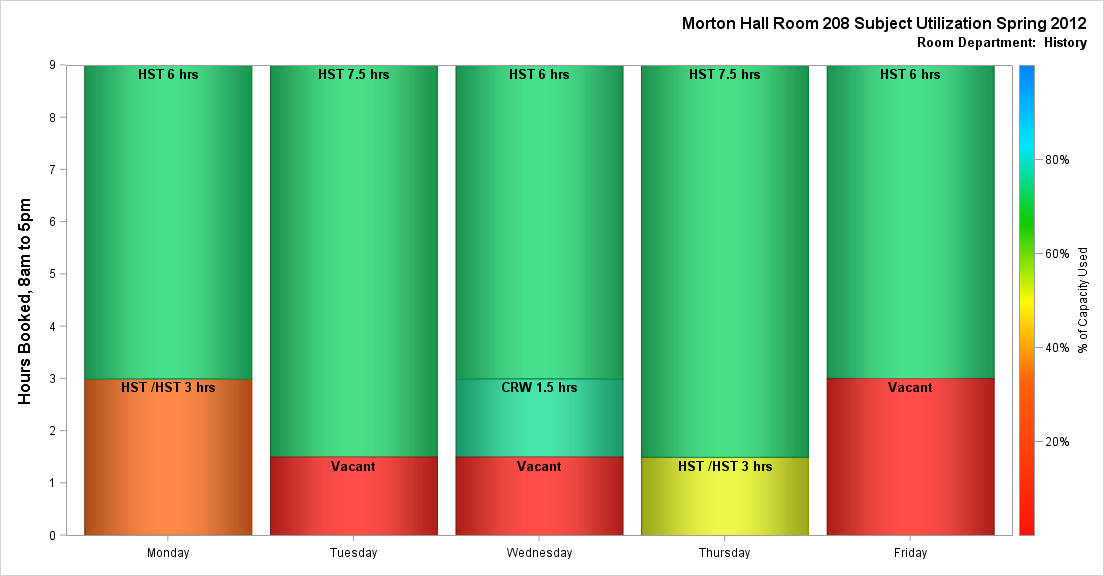 Morton Hall Room 208 Subject Utilization Spring 2012
Room Department:  History
Hours Booked, 8am to 5pm
9
8
7
6
5
4
3
2
1
0
HST 6 hrs
HST /HST 3 hrs
HST 7.5 hrs
Vacant
HST 6 hrs
CRW 1.5 hrs
Vacant
HST 7.5 hrs
HST /HST 3 hrs
HST 6 hrs
Vacant
Monday
Tuesday
Wednesday
Thursday
Friday
80%
60%
40%
20%
% of Capacity Used